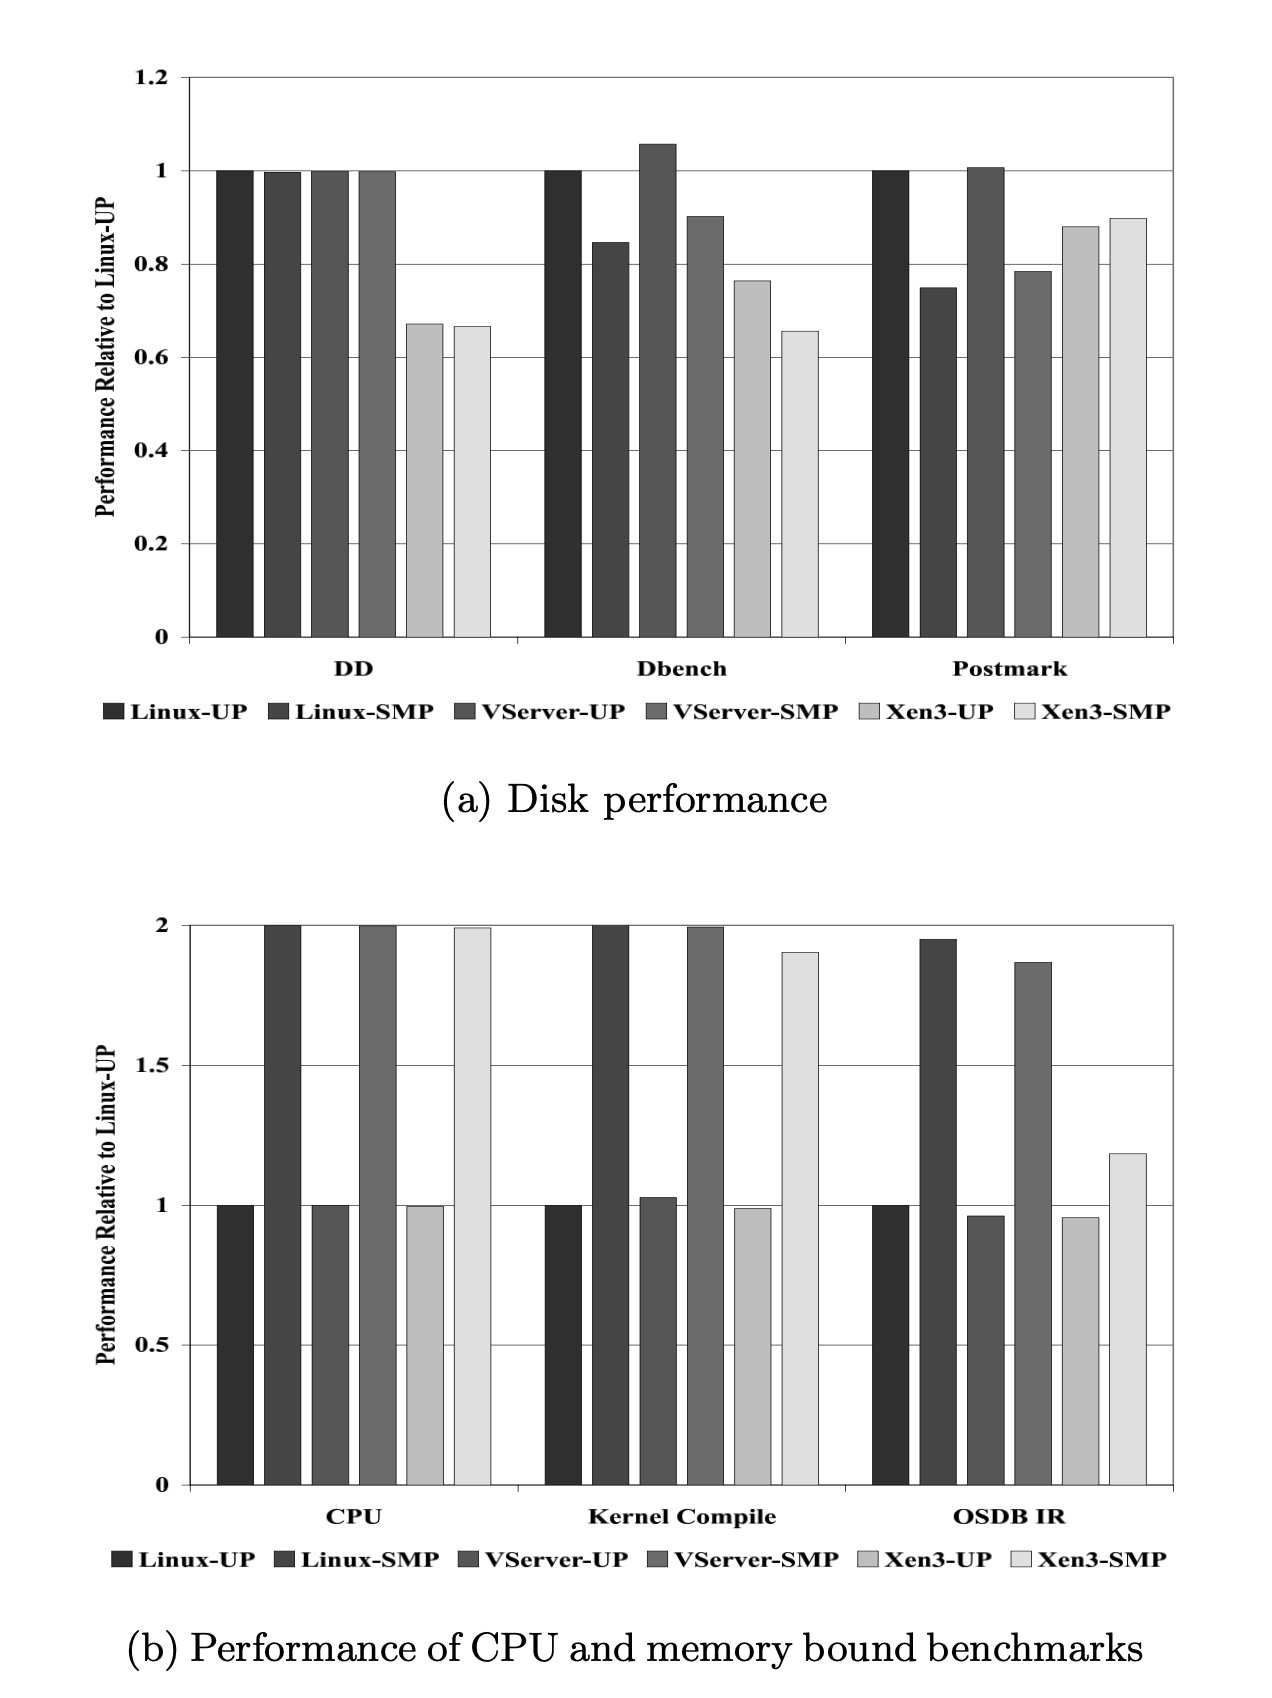 1.2
1
0.8
0.6
0.4
0.2
0
Performance Relative to Linux-UP
DD Dbench Postmark
Linux-UP Linux-SMP VServer-UP VServer-SMP Xen3-UP Xen3-SMP
(a) Disk performance
2
1.5
1
0.5
0
Performance Relative to Linux-UP
CPU Kernel Compile OSDB IR
Linux-UP Linux-SMP VServer-UP VServer-SMP Xen3-UP Xen3-SMP
(b) Performance of CPU and memory bound benchmarks